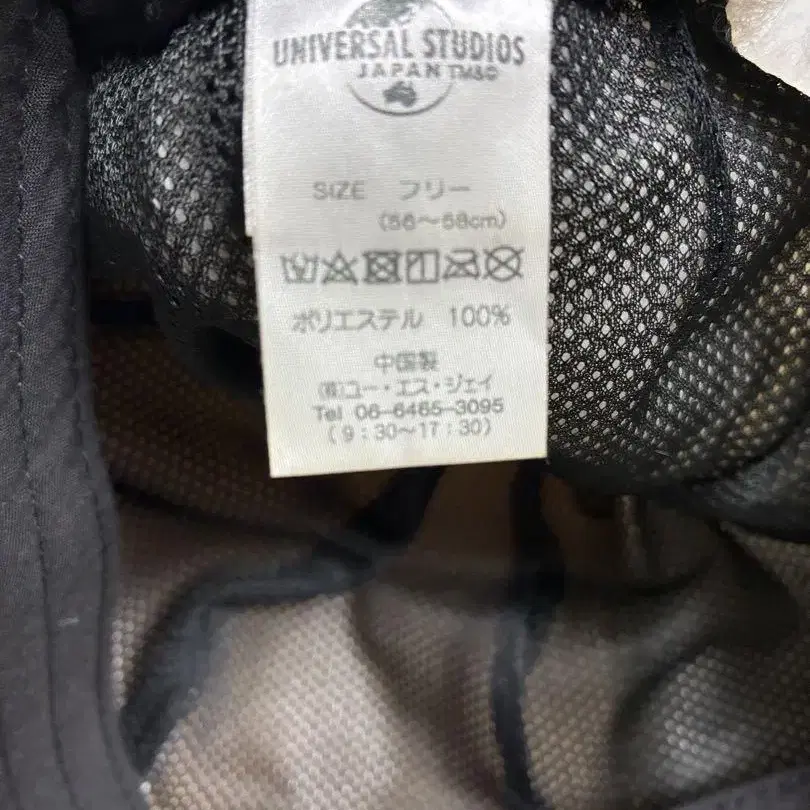 UNIVERSAL STUDIOS
JAPAN TM&©
SIZE フリー
(56～58cm)
ポリエステル 100%
中国製
(株)ユー・エス・ジェイ
Tel 06-6465-3095
(9:30～17:30)